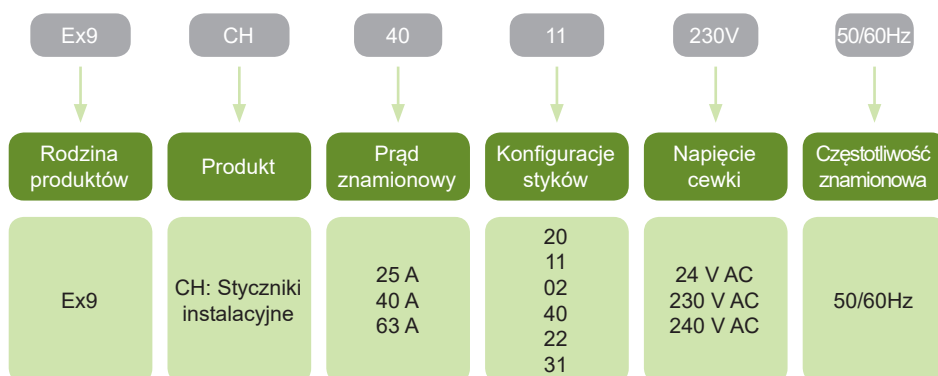 Ex9 CH 40 11 230V 50/60Hz
Rodzina produktów
Produkt
Prąd znamionowy
Konfiguracje styków
Napięcie cewki
Częstotliwość znamionowa
Ex9
CH: Styczniki instalacyjne
25 A
40 A
63 A
20
11
02
40
22
31
24 V AC
230 V AC
240 V AC
50/60Hz